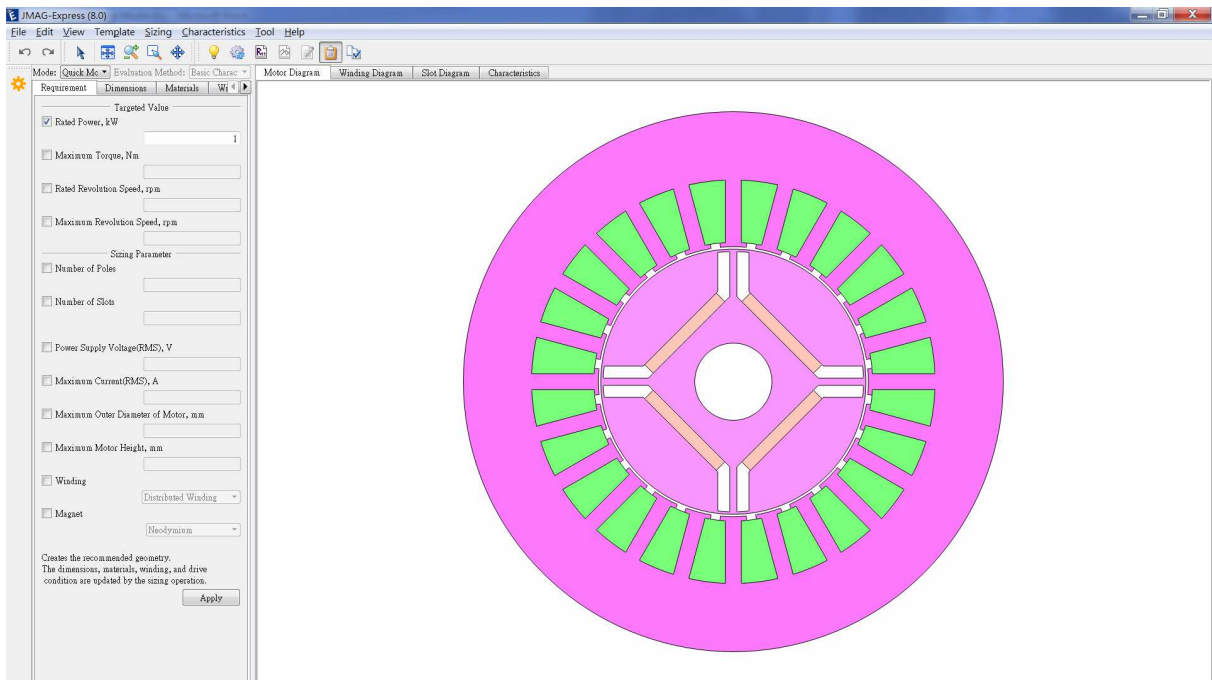 JMAG-Express (8.0)
File Edit View Template Sizing Characteristics Tool Help
Mode: Quick Mo Evaluation Method: Basic Charac
Motor Diagram Winding Diagram Slot Diagram Characteristics
Requirement Dimensions Materials Wi
Targeted Value
Rated Power, kW
1
Maximum Torque, Nm
Rated Revolution Speed, rpm
Maximum Revolution Speed, rpm
Sizing Parameter
Number of Poles
Number of Slots
Power Supply Voltage(RMS), V
Maximum Current(RMS), A
Maximum Outer Diameter of Motor, mm
Maximum Motor Height, mm
Winding
Distributed Winding
Magnet
Neodymium
Creates the recommended geometry.
The dimensions, materials, winding, and drive
condition are updated by the sizing operation.
Apply